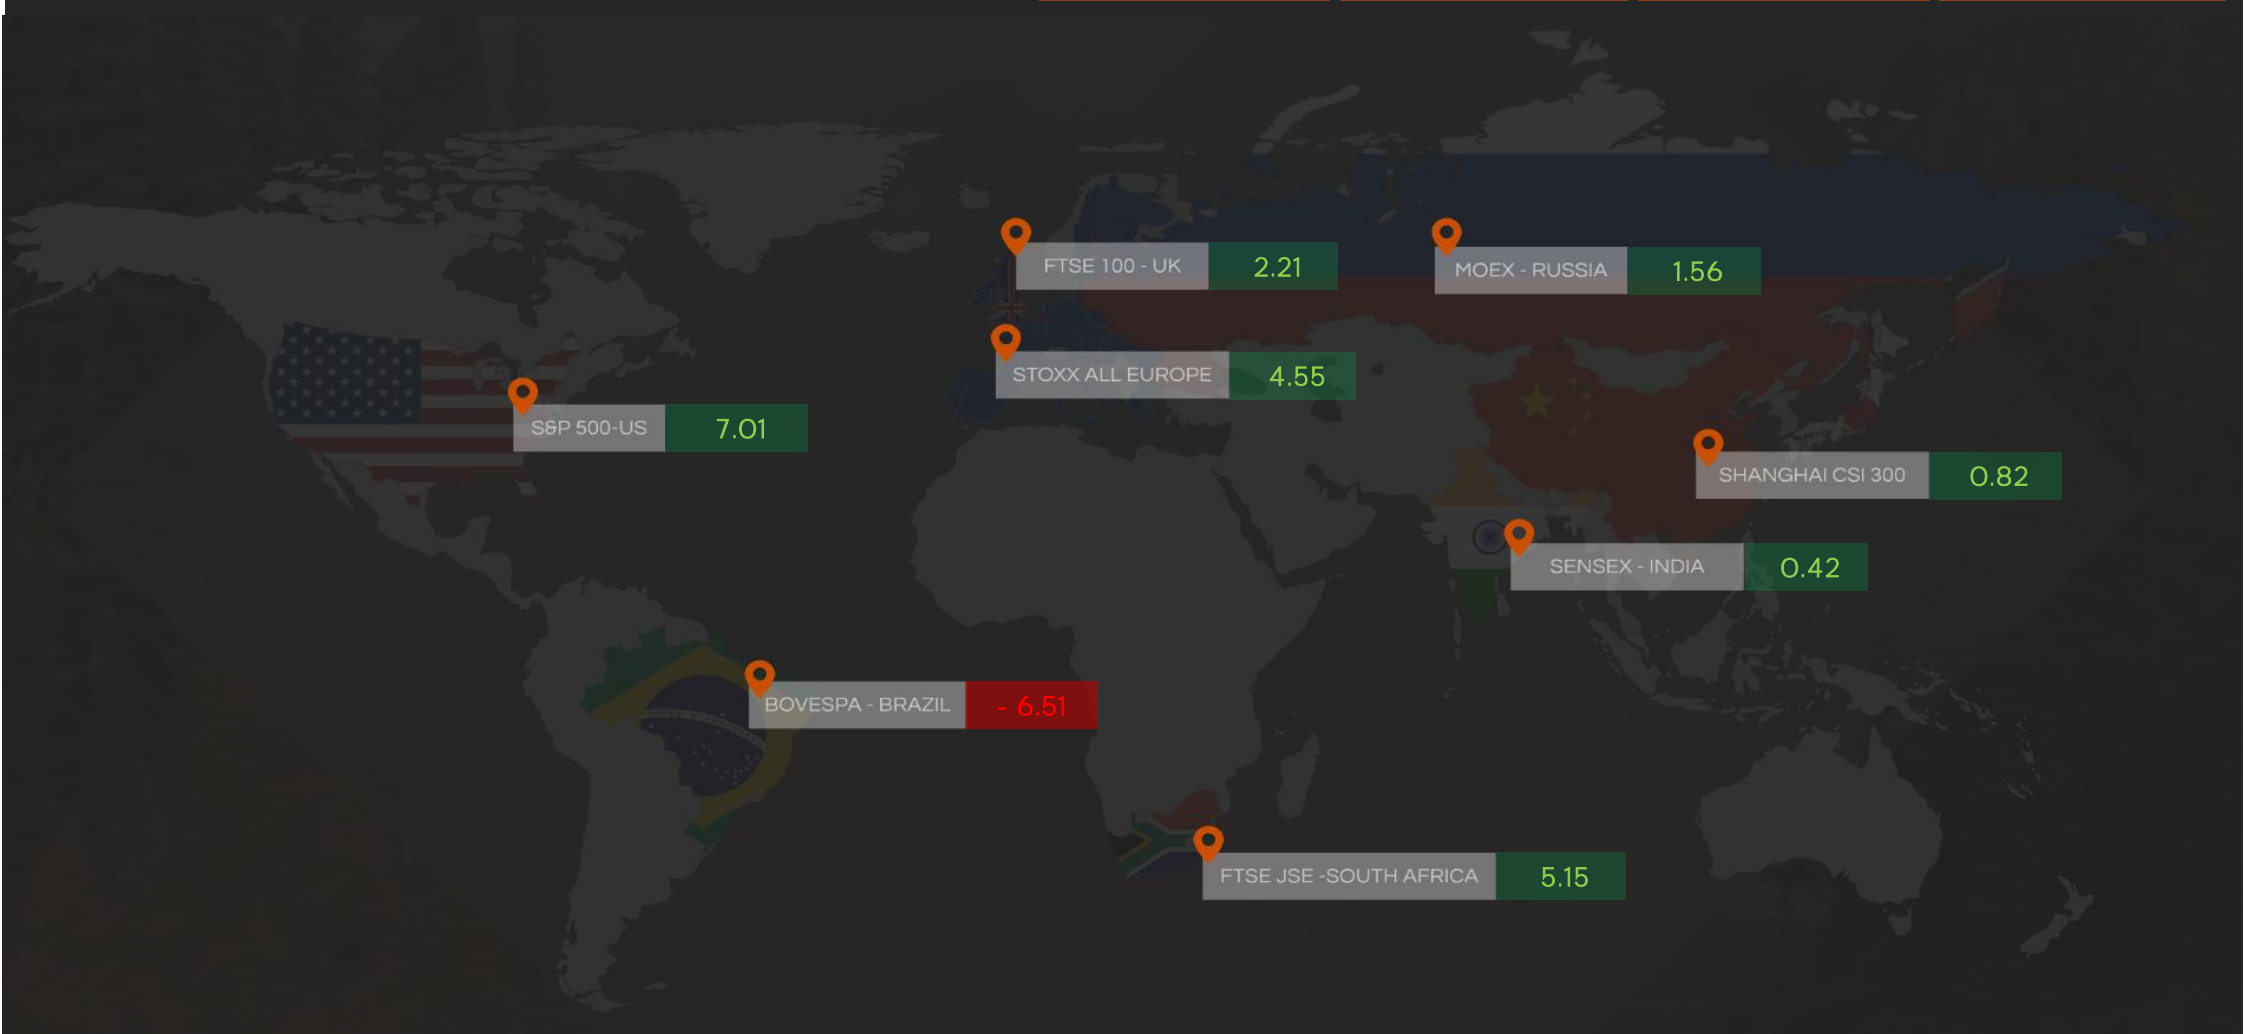 FTSE 100 - UK 2.21
MOEX - RUSSIA 1.56
STOXX ALL EUROPE 4.55
S&P 500-US 7.01
SHANGHAI CSI 300 0.82
SENSEX - INDIA 0.42
BOVESPA - BRAZIL - 6.51
FTSE JSE -SOUTH AFRICA 5.15